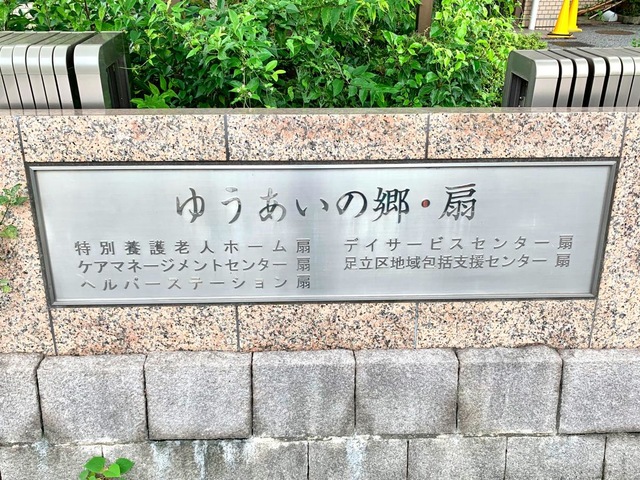 ゆうあいの郷・扇
特別養護老人ホーム 扇
ケアマネージメントセンター 扇
ヘルパーステーション 扇
デイサービスセンター 扇
足立区地域包括支援センター 扇